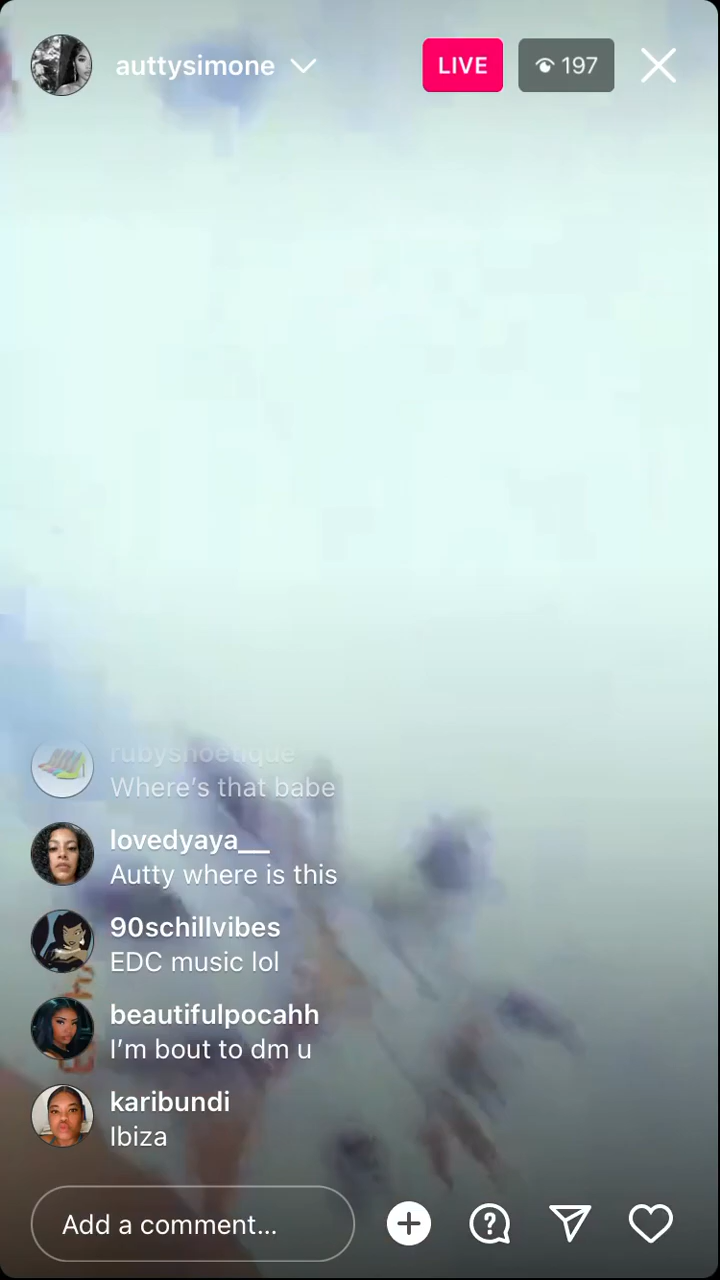 auttysimone
LIVE
197
rubyshoetique
Where's that babe
lovedyaya__
Autty where is this
90schillvibes
EDC music lol
beautifulpocahh
I'm bout to dm u
karibundi
Ibiza
Add a comment...